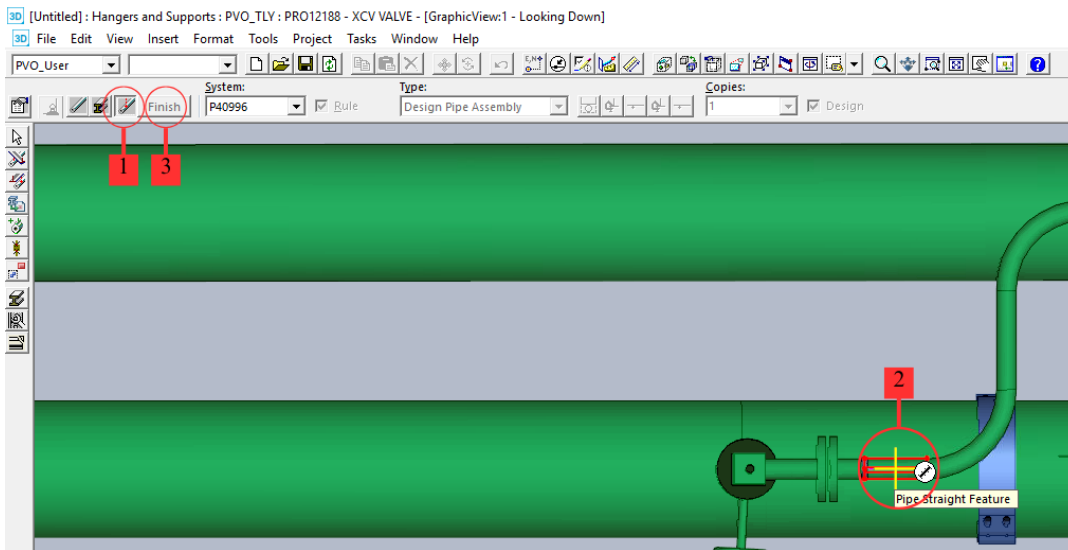 3D [Untitled] : Hangers and Supports : PVO_TLY : PRO12188 - XCV VALVE - [GraphicView:1 - Looking Down]
3D File Edit View Insert Format Tools Project Tasks Window Help
PVO_User
System: Type: Copies:
Finish P40996 Rule Design Pipe Assembly 1 Design
1 3
2
Pipe Straight Feature